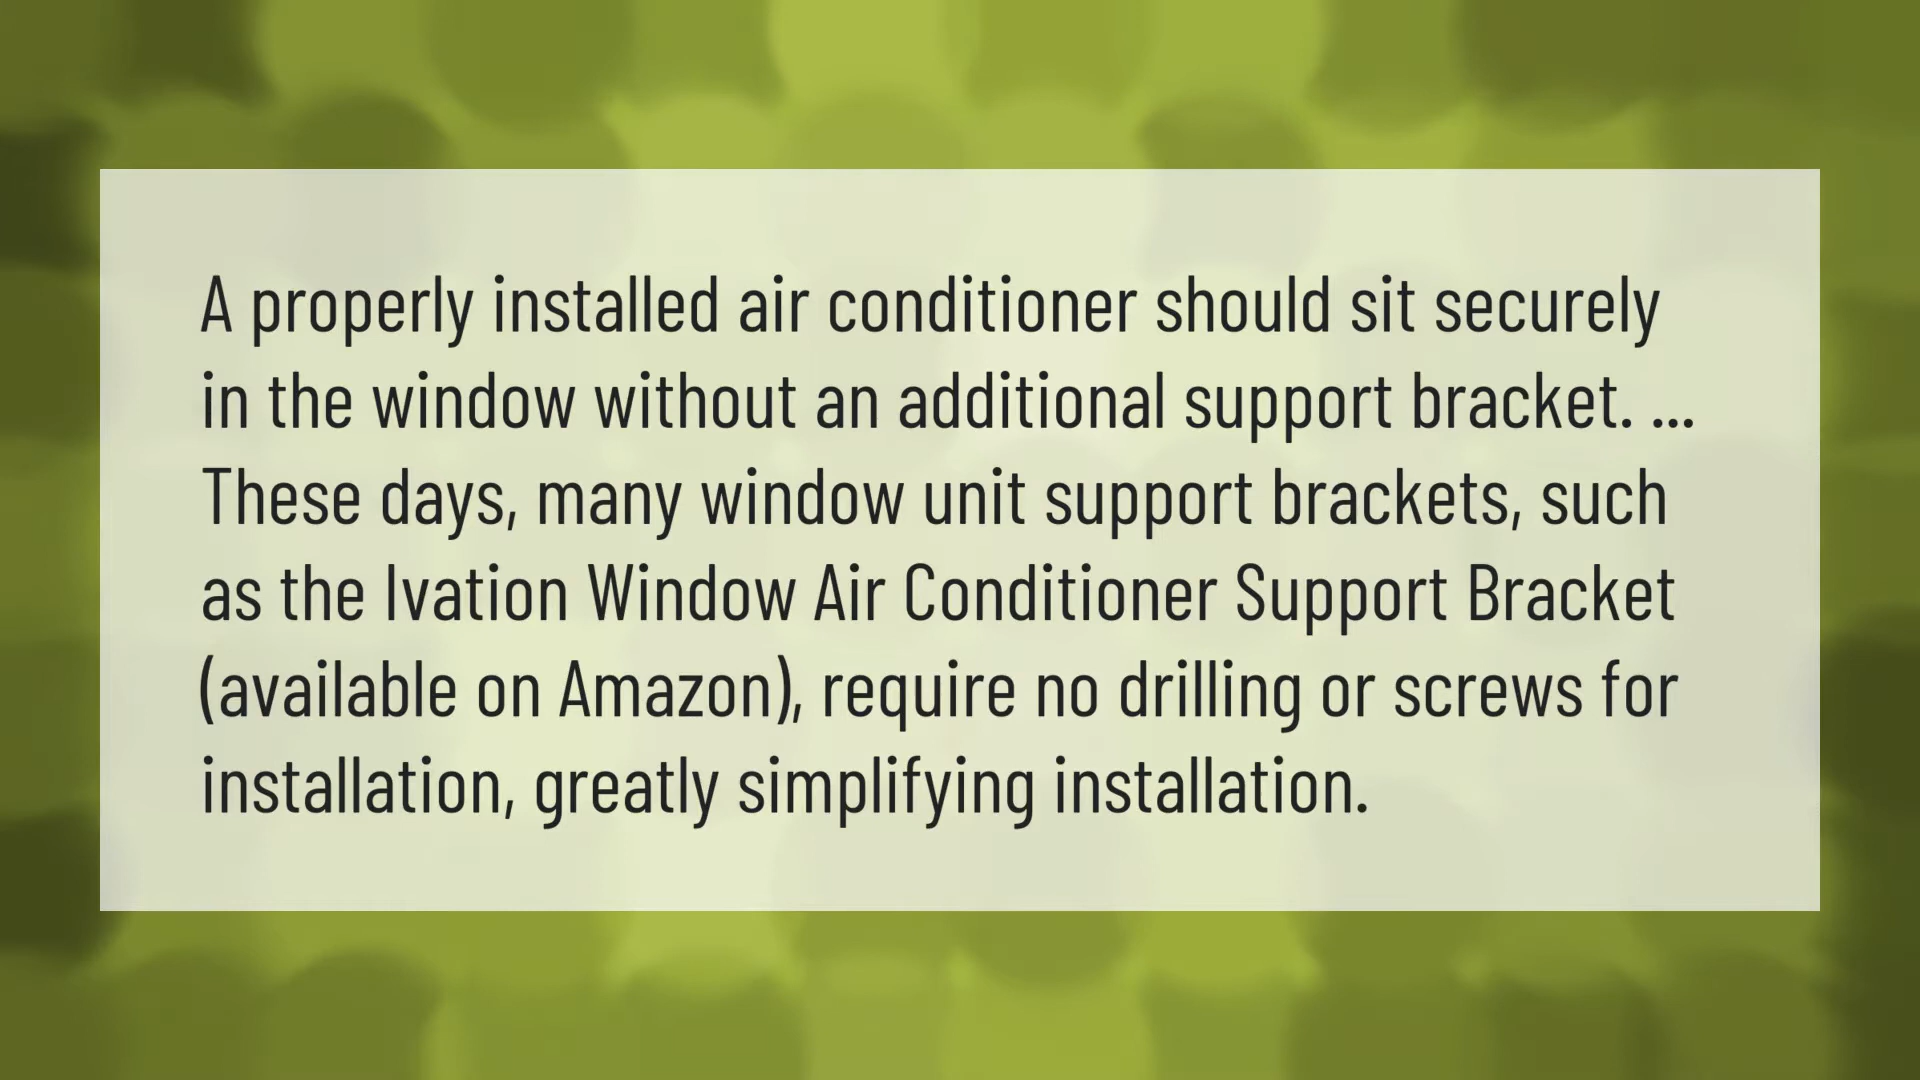 A properly installed air conditioner should sit securely
in the window without an additional support bracket. ...
These days, many window unit support brackets, such
as the Ivation Window Air Conditioner Support Bracket
(available on Amazon), require no drilling or screws for
installation, greatly simplifying installation.